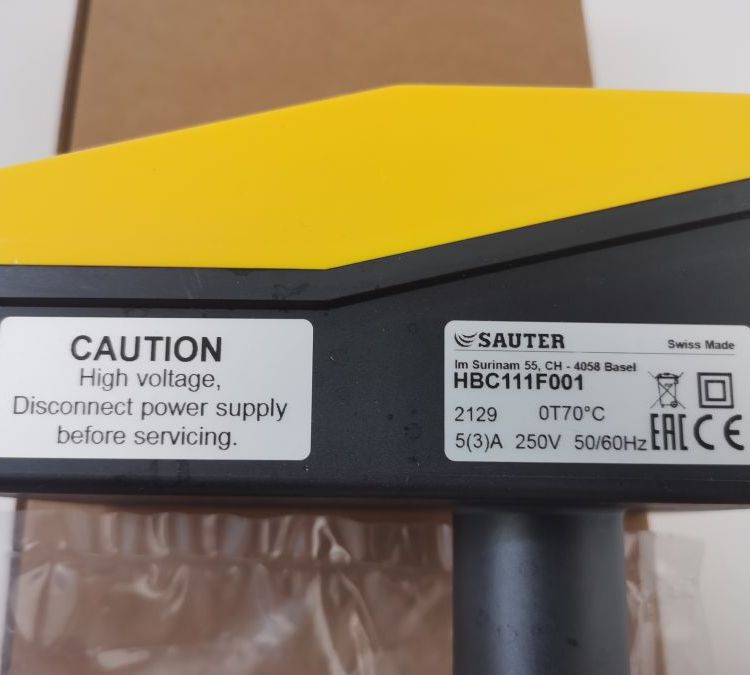 CAUTION
High voltage,
Disconnect power supply
before servicing.
SAUTER Swiss Made
Im Surinam 55, CH - 4058 Basel
HBC111F001
2129 0T70°C
5(3)A 250V 50/60Hz EAC CE